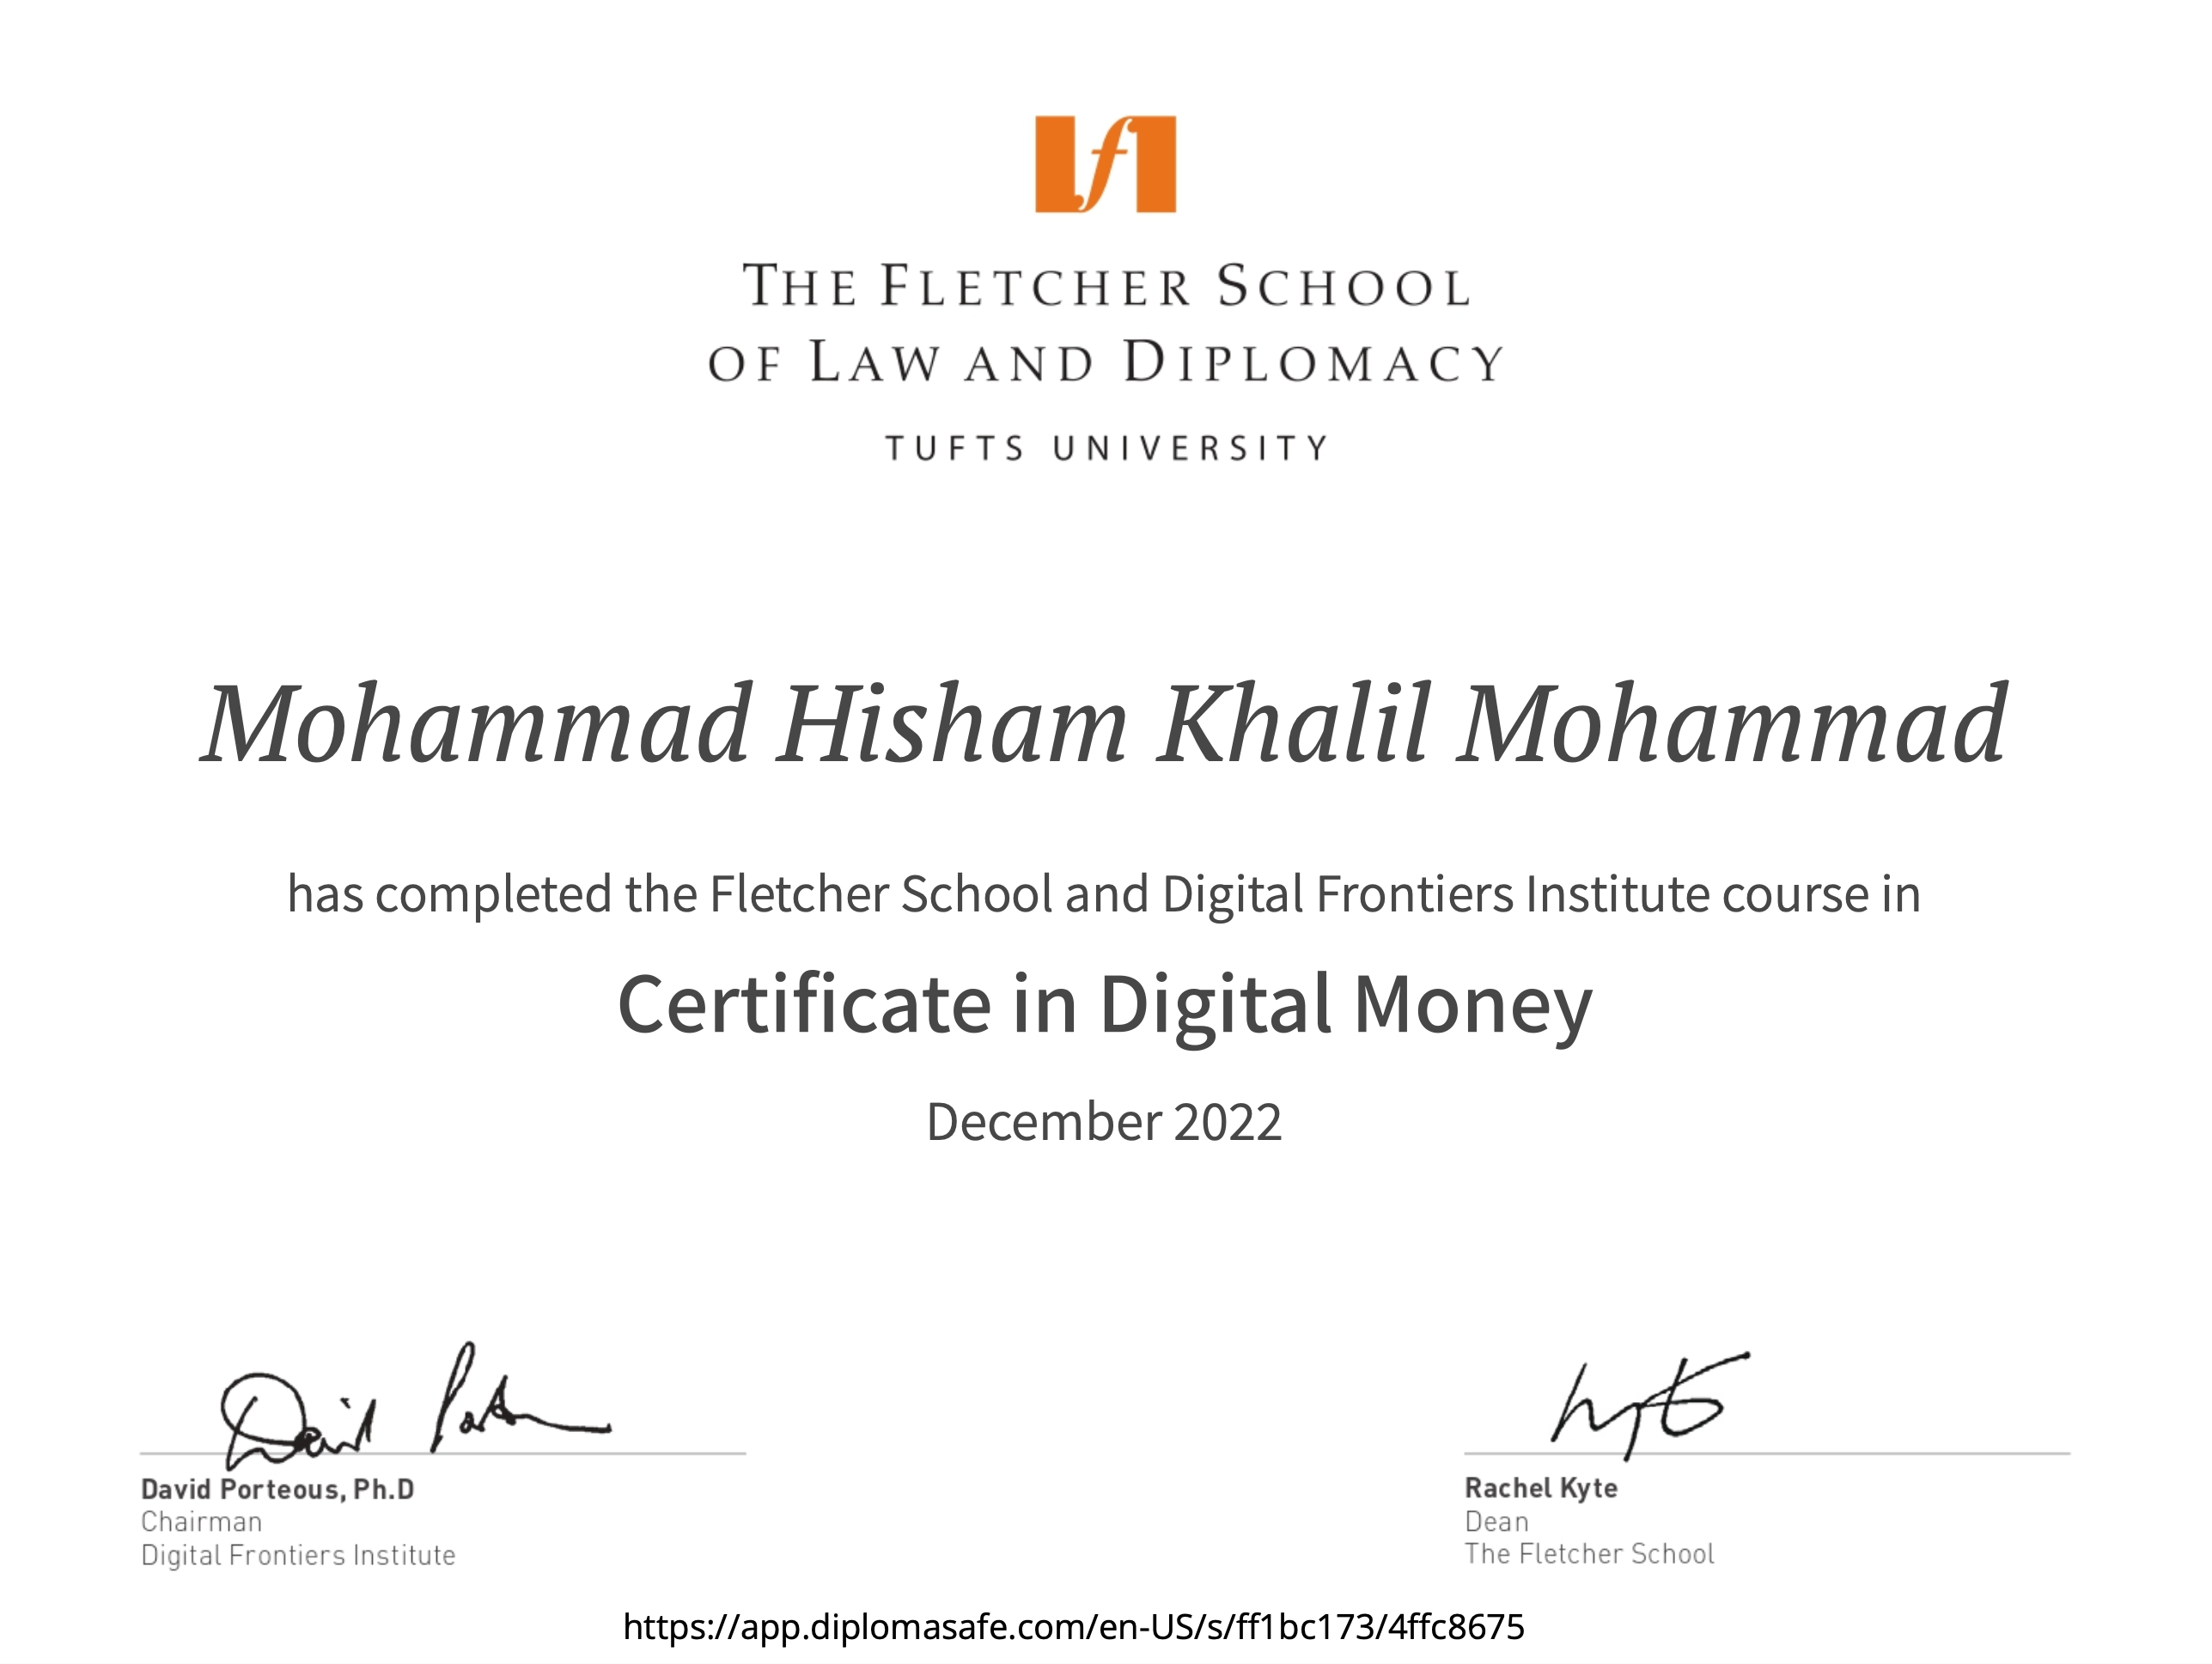 THE FLETCHER SCHOOL
OF LAW AND DIPLOMACY
TUFTS UNIVERSITY
Mohammad Hisham Khalil Mohammad
has completed the Fletcher School and Digital Frontiers Institute course in
Certificate in Digital Money
December 2022
David Porteous, Ph.D
Chairman
Digital Frontiers Institute
Rachel Kyte
Dean
The Fletcher School
https://app.diplomasafe.com/en-US/s/ff1bc173/4ffc8675